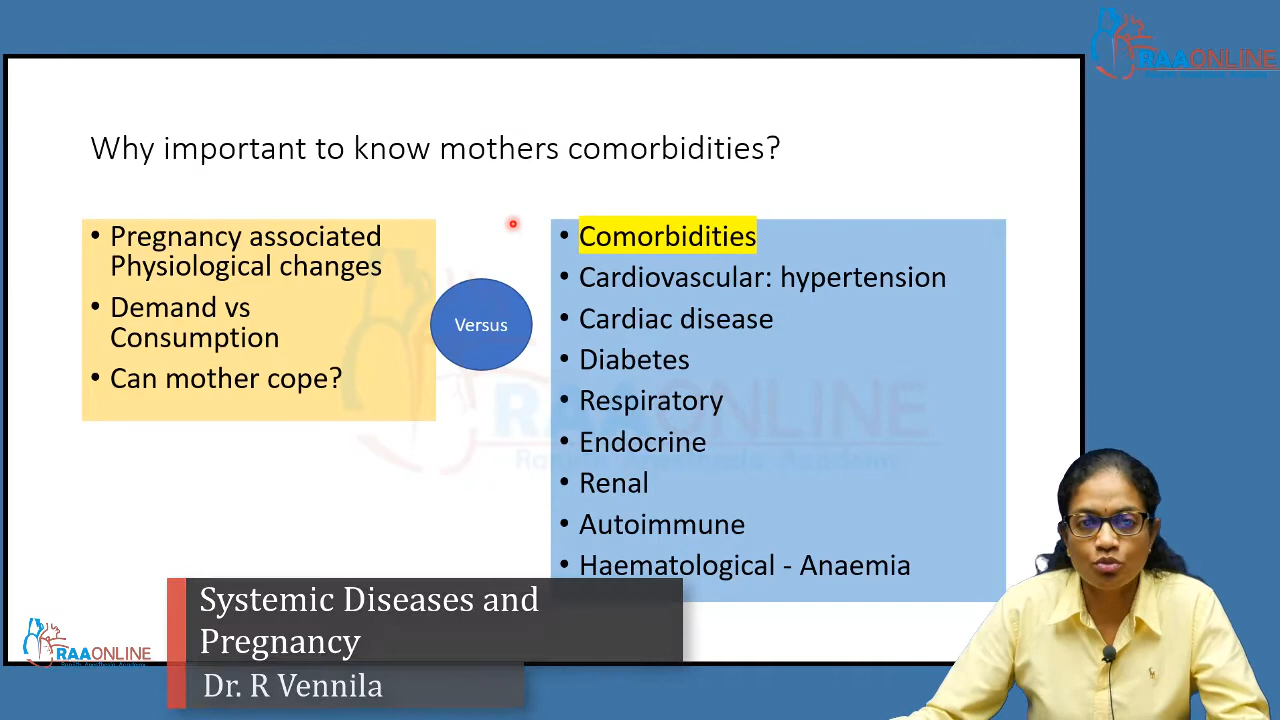 RAAONLINE
Why important to know mothers comorbidities?
• Pregnancy associated
Physiological changes
• Demand vs
Consumption
• Can mother cope?
Versus
• Comorbidities
• Cardiovascular: hypertension
• Cardiac disease
• Diabetes
• Respiratory
• Endocrine
• Renal
• Autoimmune
• Haematological - Anaemia
RAAONLINE
Systemic Diseases and
Pregnancy
Dr. R Vennila
RAAONLINE